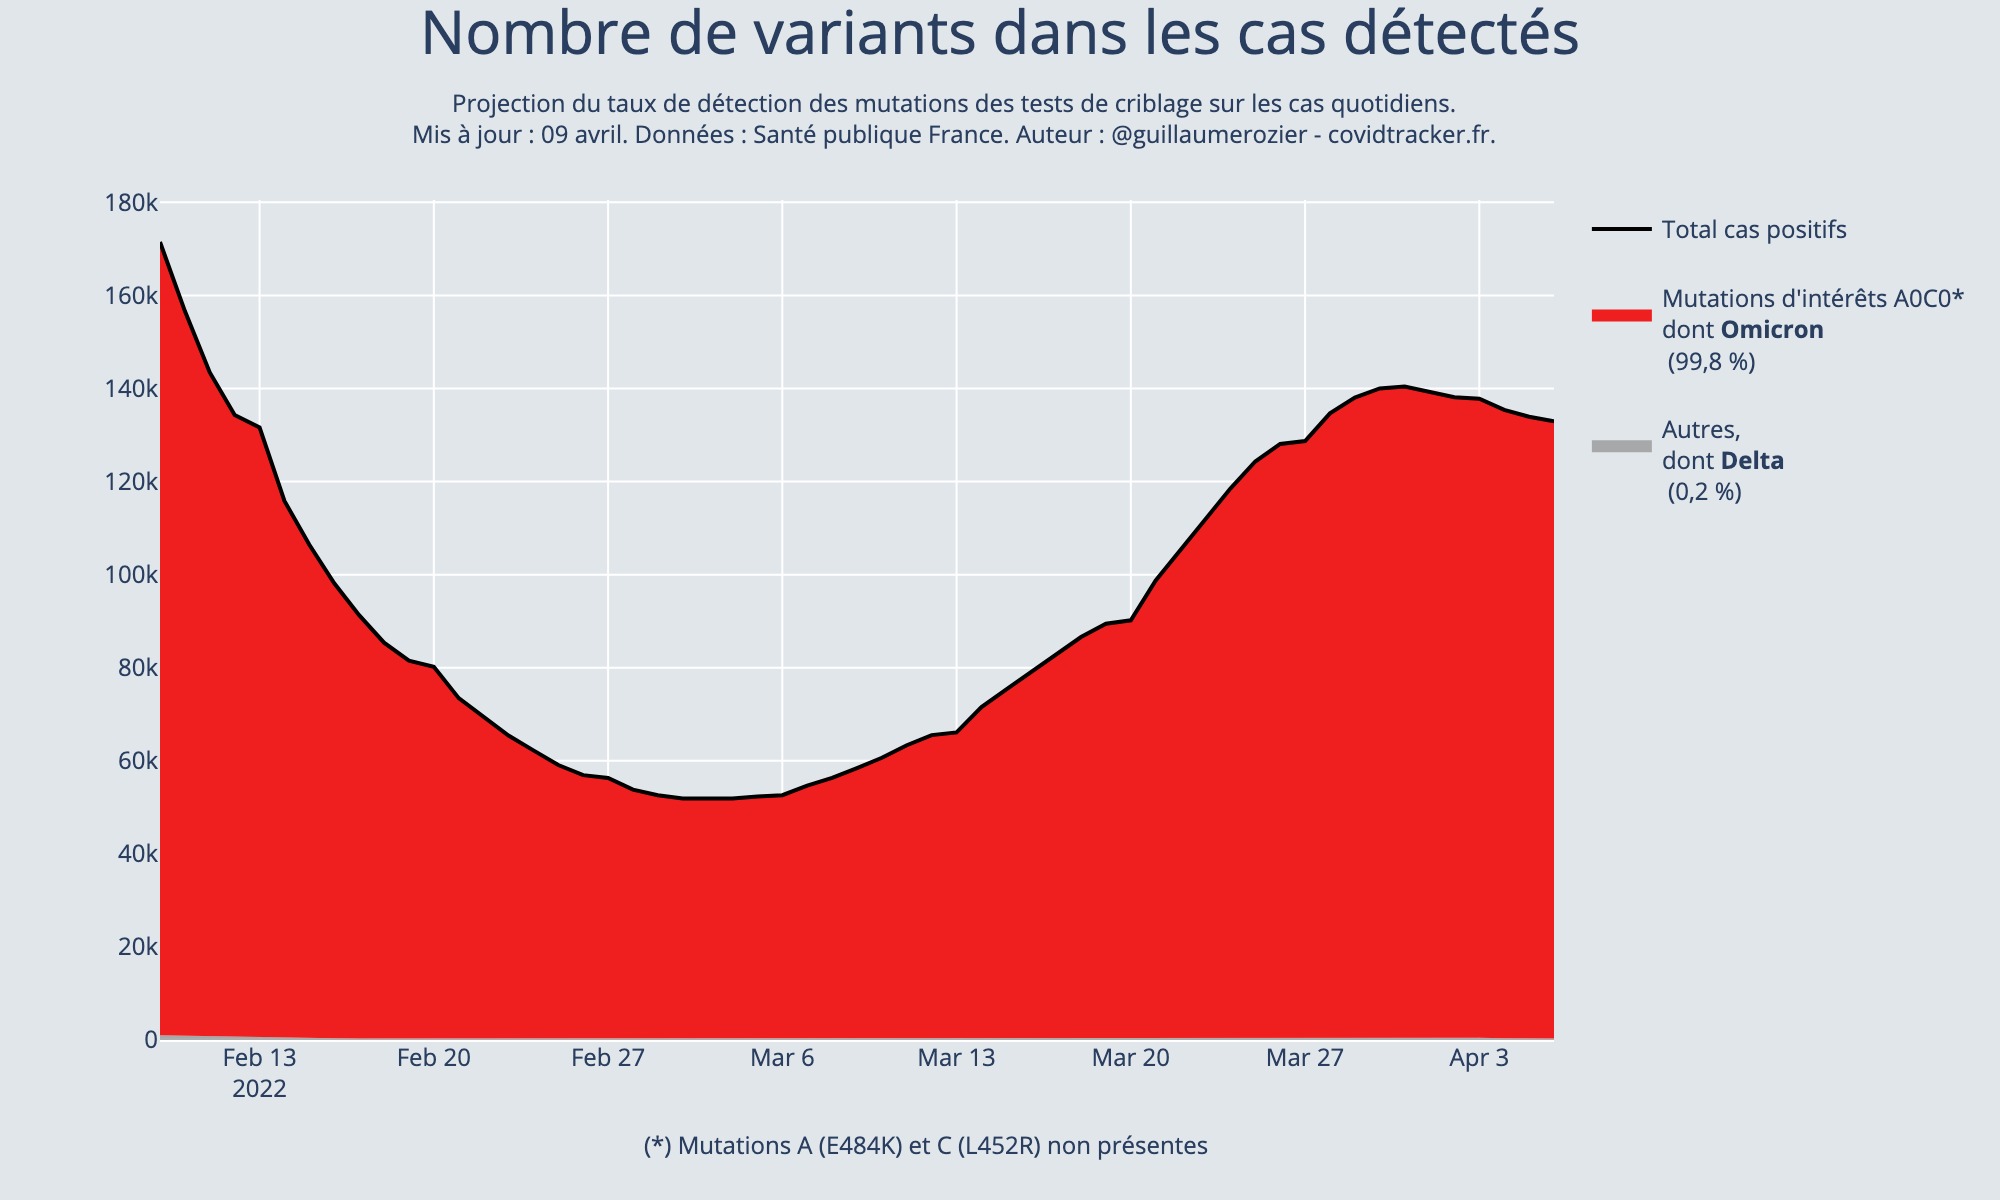 Nombre de variants dans les cas détectés
Projection du taux de détection des mutations des tests de criblage sur les cas quotidiens.
Mis à jour : 09 avril. Données : Santé publique France. Auteur : @guillaumerozier - covidtracker.fr.
180k
160k
140k
120k
100k
80k
60k
40k
20k
0
Feb 13
2022
Feb 20
Feb 27
Mar 6
Mar 13
Mar 20
Mar 27
Apr 3
Total cas positifs
Mutations d'intérêts A0C0*
dont Omicron
(99,8 %)
Autres,
dont Delta
(0,2 %)
(*) Mutations A (E484K) et C (L452R) non présentes